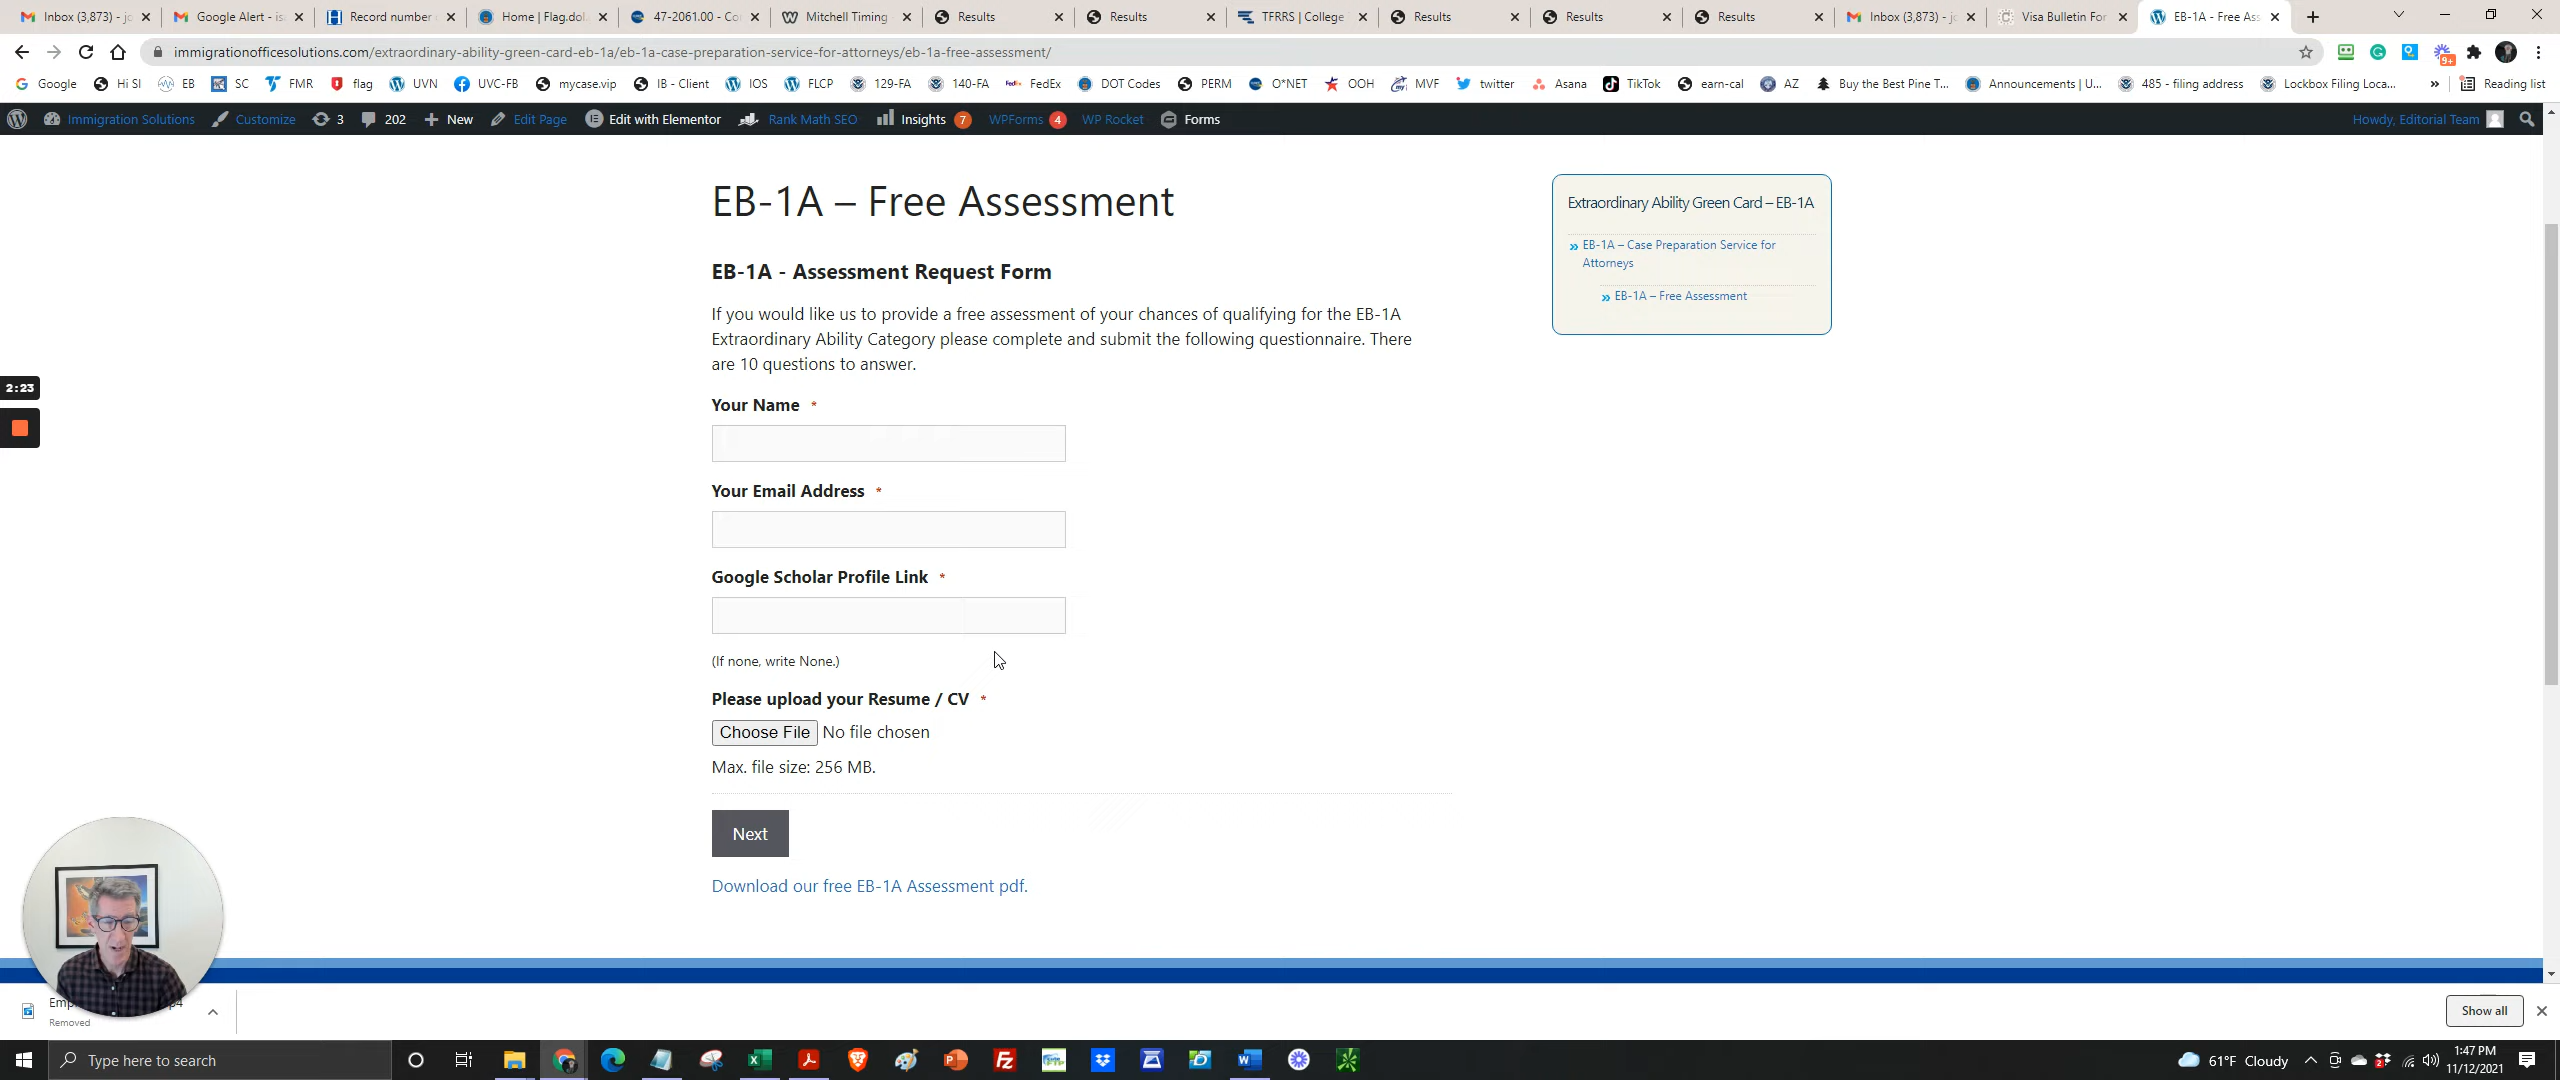 Inbox (3,873) - jo
Google Alert - is
Record number
Home | Flag.dol.
47-2061.00 - Co
Mitchell Timing
Results
Results
TFRRS | College
Results
Results
Results
Inbox (3,873) - jo
Visa Bulletin For
EB-1A - Free Ass
immigrationofficesolutions.com/extraordinary-ability-green-card-eb-1a/eb-1a-case-preparation-service-for-attorneys/eb-1a-free-assessment/
9+
Google
Hi SI
EB
SC
FMR
flag
UVN
UVC-FB
mycase.vip
IB - Client
IOS
FLCP
129-FA
140-FA
FedEx
DOT Codes
PERM
O*NET
OOH
MVF
twitter
Asana
TikTok
earn-cal
AZ
Buy the Best Pine T...
Announcements | U...
485 - filing address
Lockbox Filing Loca...
»
Reading list
Immigration Solutions
Customize
3
202
New
Edit Page
Edit with Elementor
Rank Math SEO
Insights 7
WPForms 4
WP Rocket
Forms
Howdy, Editorial Team
EB-1A – Free Assessment
Extraordinary Ability Green Card – EB-1A
» EB-1A – Case Preparation Service for
Attorneys
» EB-1A – Free Assessment
EB-1A - Assessment Request Form
If you would like us to provide a free assessment of your chances of qualifying for the EB-1A
Extraordinary Ability Category please complete and submit the following questionnaire. There
are 10 questions to answer.
2:23
Your Name *
Your Email Address *
Google Scholar Profile Link *
(If none, write None.)
Please upload your Resume / CV *
Choose File No file chosen
Max. file size: 256 MB.
Next
Download our free EB-1A Assessment pdf.
Removed
Show all
Type here to search
61°F Cloudy
1:47 PM
11/12/2021